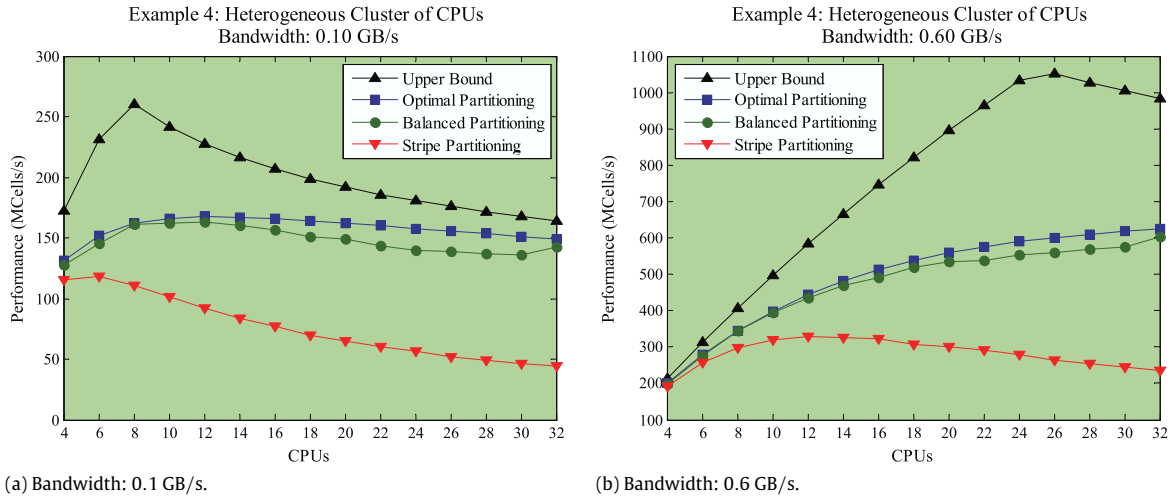 Example 4: Heterogeneous Cluster of CPUs
Bandwidth: 0.10 GB/s
300
250
200
150
100
50
0
Performance (MCells/s)
Upper Bound
Optimal Partitioning
Balanced Partitioning
Stripe Partitioning
4 6 8 10 12 14 16 18 20 22 24 26 28 30 32
CPUs
(a) Bandwidth: 0.1 GB/s.
Example 4: Heterogeneous Cluster of CPUs
Bandwidth: 0.60 GB/s
1100
1000
900
800
700
600
500
400
300
200
100
Performance (MCells/s)
Upper Bound
Optimal Partitioning
Balanced Partitioning
Stripe Partitioning
4 6 8 10 12 14 16 18 20 22 24 26 28 30 32
CPUs
(b) Bandwidth: 0.6 GB/s.